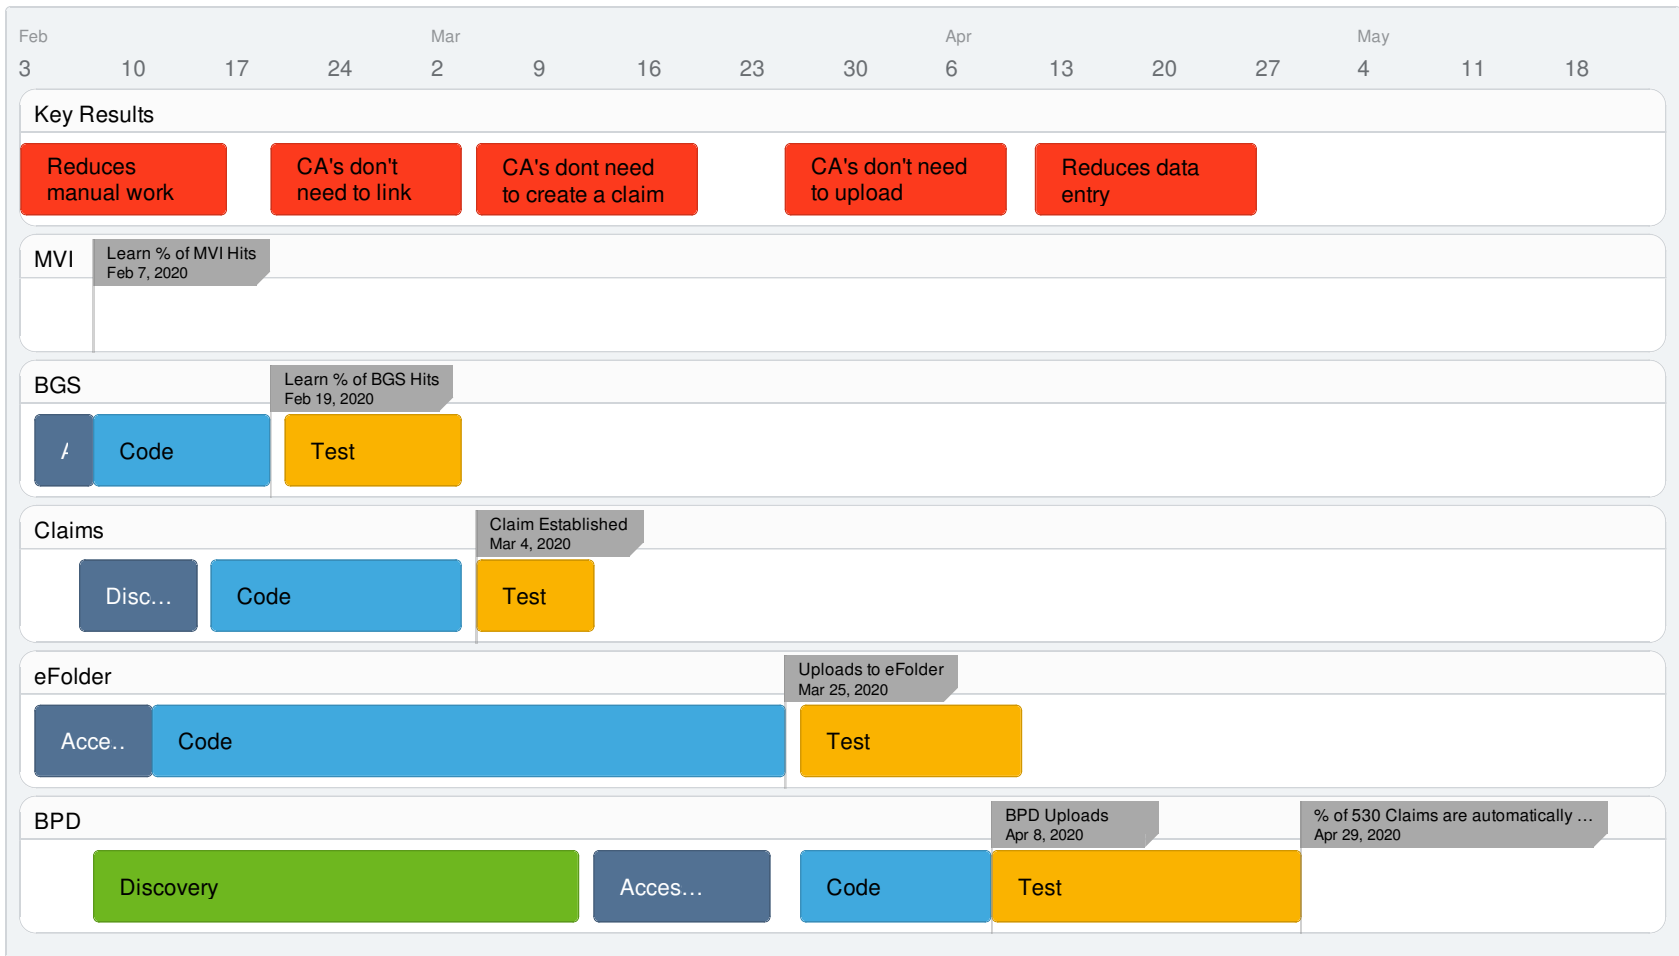 Feb Mar Apr May
3 10 17 24 2 9 16 23 30 6 13 20 27 4 11 18
Key Results
Reduces
manual work
CA's don't
need to link
CA's dont need
to create a claim
CA's don't need
to upload
Reduces data
entry
MVI
Learn % of MVI Hits
Feb 7, 2020
BGS
Learn % of BGS Hits
Feb 19, 2020
Code
Test
Claims
Claim Established
Mar 4, 2020
Disc...
Code
Test
eFolder
Uploads to eFolder
Mar 25, 2020
Acce..
Code
Test
BPD
BPD Uploads
Apr 8, 2020
% of 530 Claims are automatically ...
Apr 29, 2020
Discovery
Acces...
Code
Test